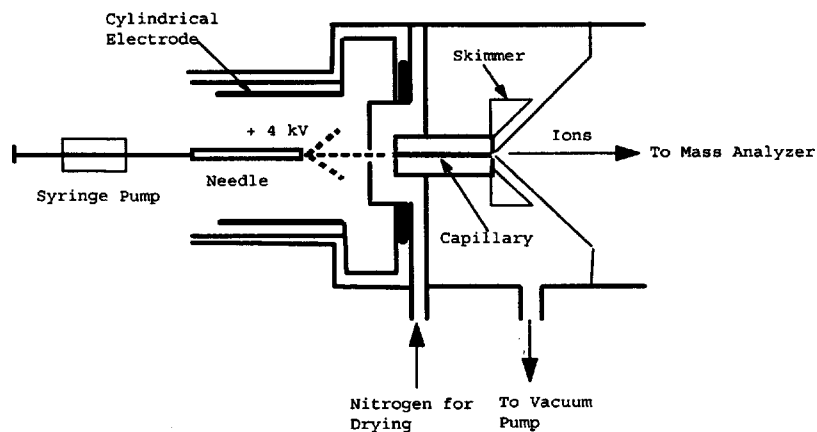 Cylindrical
Electrode
Skimmer
+ 4 kV
Ions
To Mass Analyzer
Needle
Syringe Pump
Capillary
Nitrogen for
Drying
To Vacuum
Pump